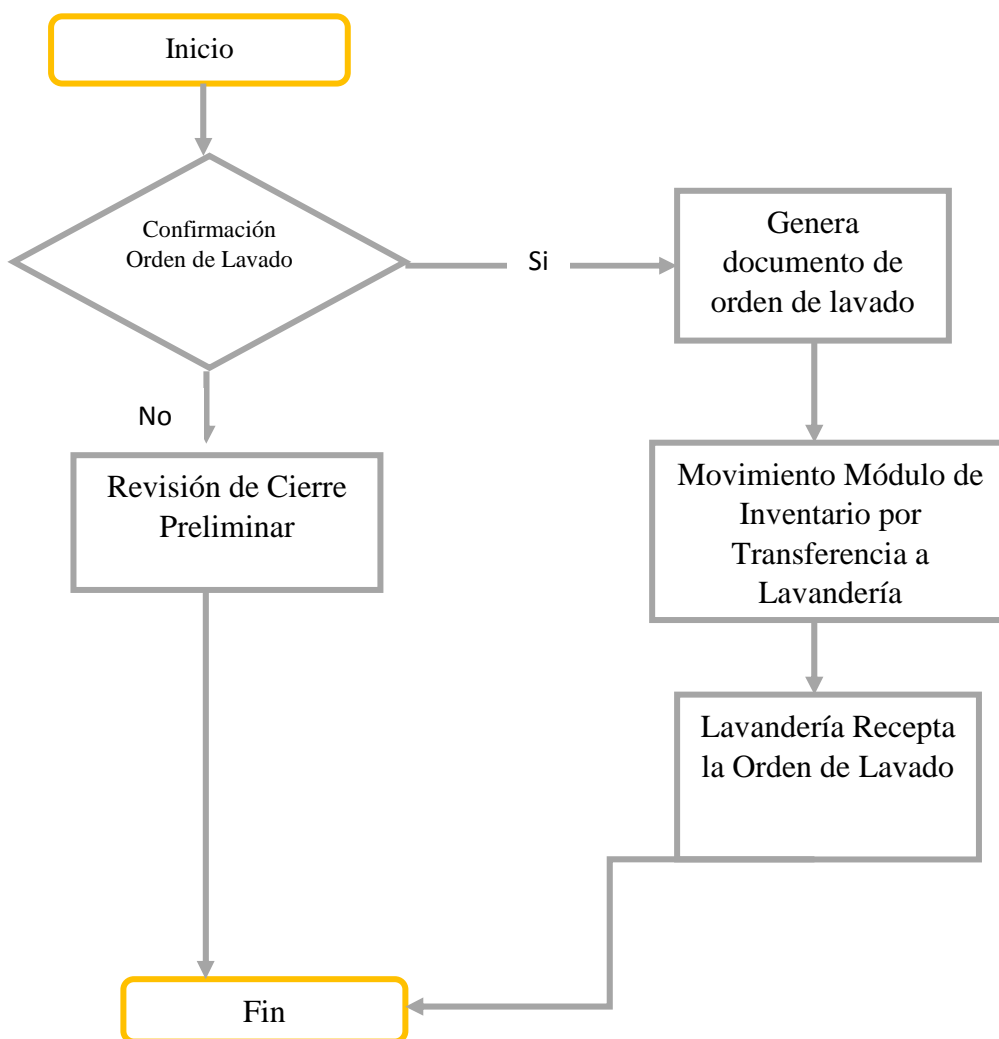 Inicio
Confirmación
Orden de Lavado
Si
Genera
documento de
orden de lavado
No
Revisión de Cierre
Preliminar
Movimiento Módulo de
Inventario por
Transferencia a
Lavandería
Lavandería Recepta
la Orden de Lavado
Fin